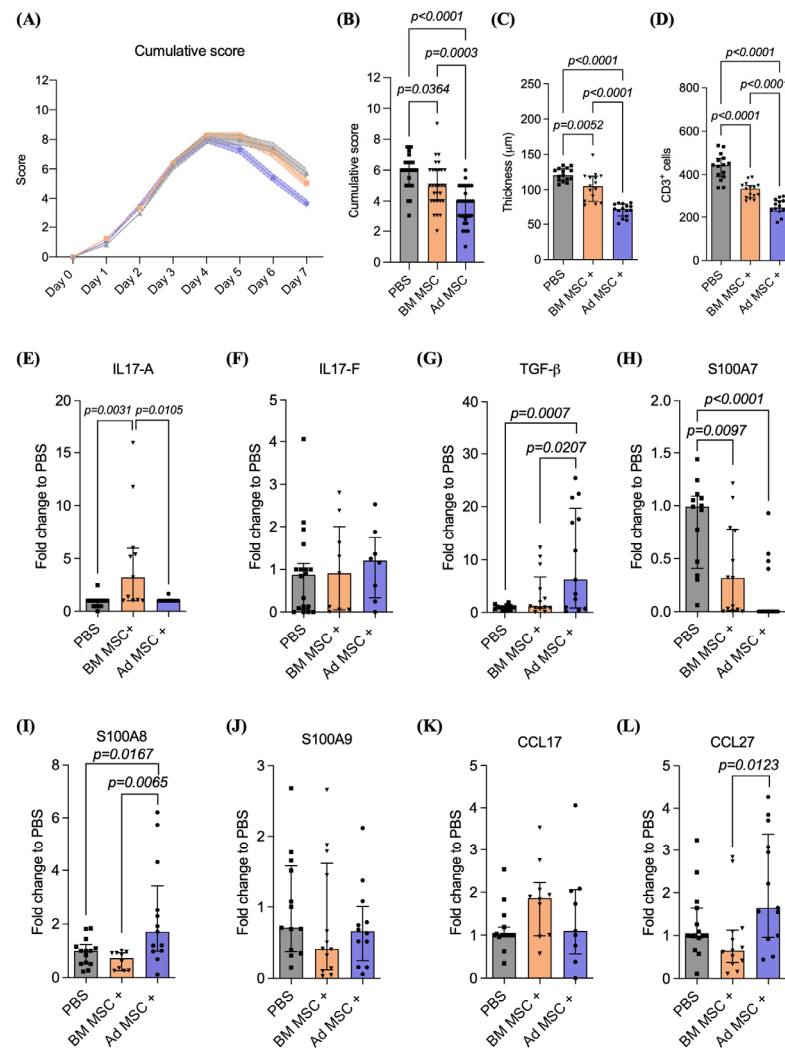 (A)
Cumulative score
Score
12
10
8
6
4
2
0
Day 0
Day 1
Day 2
Day 3
Day 4
Day 5
Day 6
Day 7
(B)
p<0.0001
p=0.0003
p=0.0364
Cumulative score
12
10
8
6
4
2
0
PBS
BM MSC
Ad MSC
(C)
p<0.0001
p<0.0001
p=0.0052
Thickness (µm)
250
200
150
100
50
0
PBS
BM MSC +
Ad MSC +
(D)
p<0.0001
p<0.0001
p<0.0001
CD3+ cells
800
600
400
200
0
PBS
BM MSC +
Ad MSC +
(E)
IL17-A
p=0.0031
p=0.0105
Fold change to PBS
20
15
10
5
0
PBS
BM MSC+
Ad MSC +
(F)
IL17-F
Fold change to PBS
5
4
3
2
1
0
PBS
BM MSC +
Ad MSC +
(G)
TGF-β
p=0.0007
p=0.0207
Fold change to PBS
40
30
20
10
0
PBS
BM MSC +
Ad MSC +
(H)
S100A7
p<0.0001
p=0.0097
Fold change to PBS
2.0
1.5
1.0
0.5
0.0
PBS
BM MSC +
Ad MSC +
(I)
S100A8
p=0.0167
p=0.0065
Fold change to PBS
8
6
4
2
0
PBS
BM MSC +
Ad MSC +
(J)
S100A9
Fold change to PBS
3
2
1
0
PBS
BM MSC +
Ad MSC +
(K)
CCL17
Fold change to PBS
5
4
3
2
1
0
PBS
BM MSC +
Ad MSC +
(L)
CCL27
p=0.0123
Fold change to PBS
5
4
3
2
1
0
PBS
BM MSC +
Ad MSC +